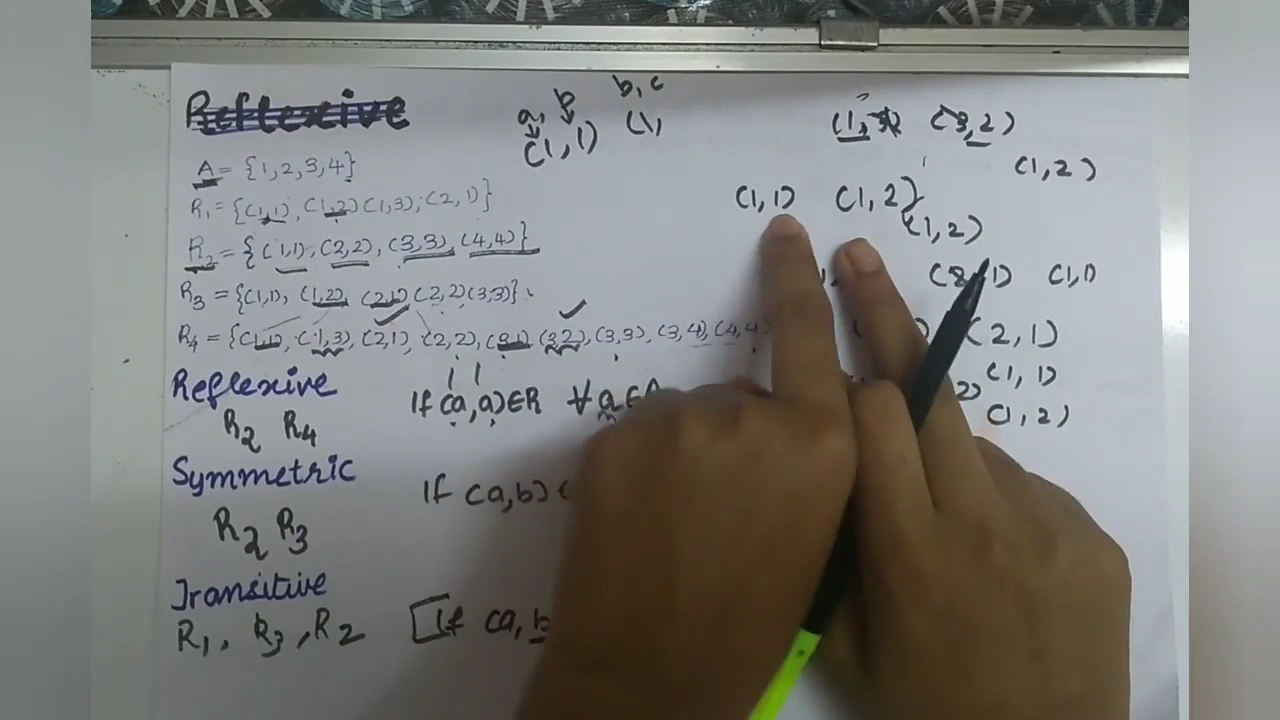 Reflexive
a, b b, c
(1,1) (1,
A = {1,2,3,4}
R1 = {(1,1), (1,2) (1,3), (2,1)}
R2 = {(1,1), (2,2), (3,3), (4,4)}
R3 = {(1,1), (1,2), (2,1) (2,2) (3,3)}
R4 = {(1,1), (1,3), (2,1), (2,2), (3,1) (3,2), (3,3), (3,4), (4,4)
Reflexive If (a,a) ∈ R ∀ a ∈ A
R2 R4
Symmetric If (a,b)
R2 R3
Transitive
R1, R3, R2 [If (a, b
(3,2)
(1,2)
(1,1) (1,2)}
(1,2)
(1,1)
(2,1)
(1,1)
(1,2)